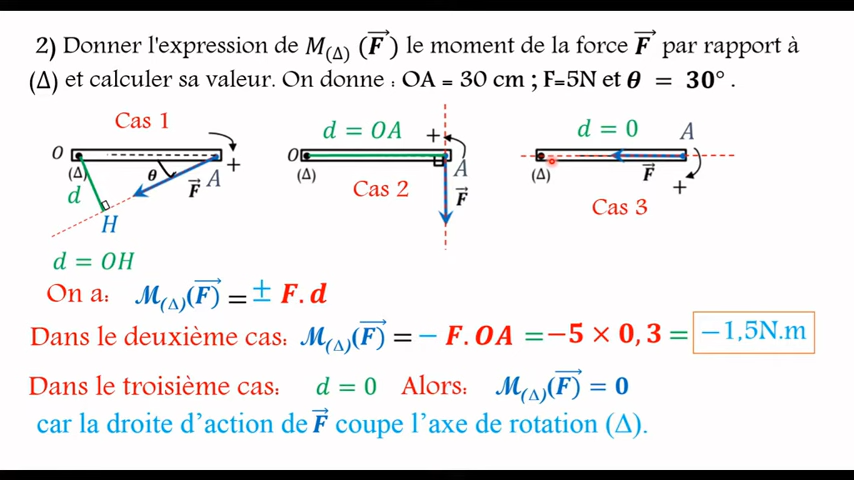 2) Donner l'expression de M(Δ) (F⃗) le moment de la force F⃗ par rapport à
(Δ) et calculer sa valeur. On donne : OA = 30 cm ; F=5N et θ = 30°.
Cas 1
O
(Δ)
θ
A
F⃗
+
d
H
d = OH
d = OA
+
O
(Δ)
A
Cas 2
F⃗
d = 0
A
(Δ)
F⃗
+
Cas 3
On a: ℳ(Δ)(F⃗) = ± F.d
Dans le deuxième cas: ℳ(Δ)(F⃗) = − F.OA = −5 × 0,3 = −1,5N.m
Dans le troisième cas: d = 0 Alors: ℳ(Δ)(F⃗) = 0
car la droite d’action de F⃗ coupe l’axe de rotation (Δ).